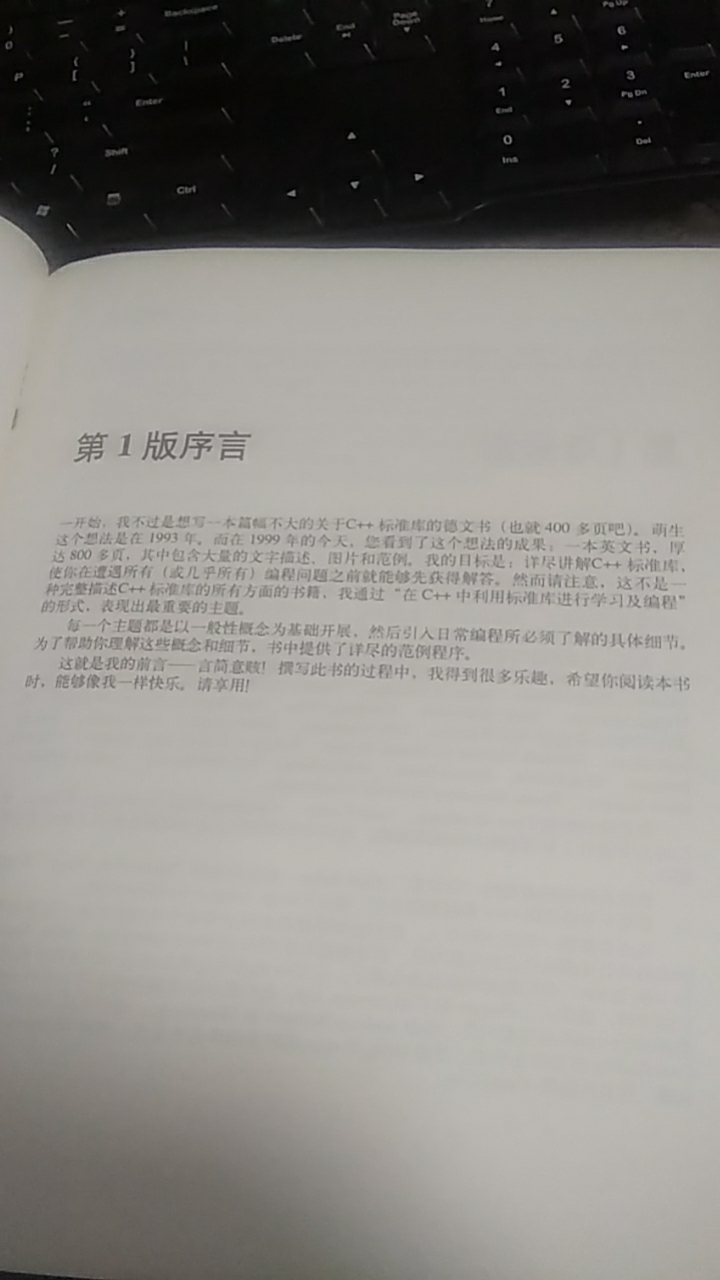 Backspace
Delete
End
Page Down
Home
Pg Up
P
{
[
}
]
|
\
4
5
6
Enter
1
End
2
3
Pg Dn
Enter
?
/
Shift
0
Ins
.
Del
Ctrl
第 1 版序言
一开始，我不过是想写一本篇幅不大的关于C++ 标准库的德文书（也就 400 多页吧）。萌生
这个想法是在 1993 年。而在 1999 年的今天，您看到了这个想法的成果：一本英文书，厚
达 800 多页，其中包含大量的文字描述、图片和范例。我的目标是：详尽讲解C++ 标准库，
使你在遭遇所有（或几乎所有）编程问题之前就能够先获得解答。然而请注意，这不是一
种完整描述C++ 标准库的所有方面的书籍，我通过“在 C++ 中利用标准库进行学习及编程”
的形式，表现出最重要的主题。
每一个主题都是以一般性概念为基础开展，然后引入日常编程所必须了解的具体细节。
为了帮助你理解这些概念和细节，书中提供了详尽的范例程序。
这就是我的前言——言简意赅！撰写此书的过程中，我得到很多乐趣，希望你阅读本书
时，能够像我一样快乐。请享用！